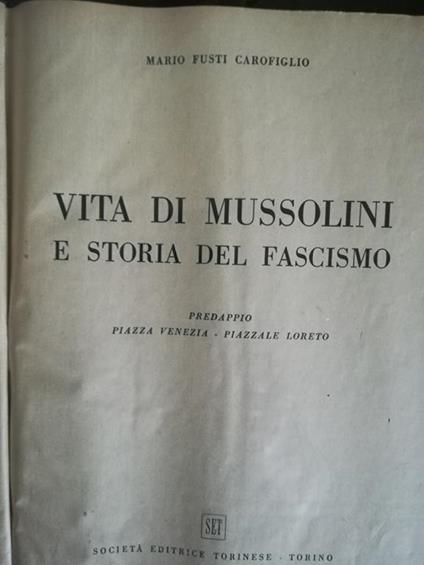 MARIO FUSTI CAROFIGLIO
VITA DI MUSSOLINI
E STORIA DEL FASCISMO
PREDAPPIO
PIAZZA VENEZIA - PIAZZALE LORETO
SET
SOCIETÀ EDITRICE TORINESE - TORINO